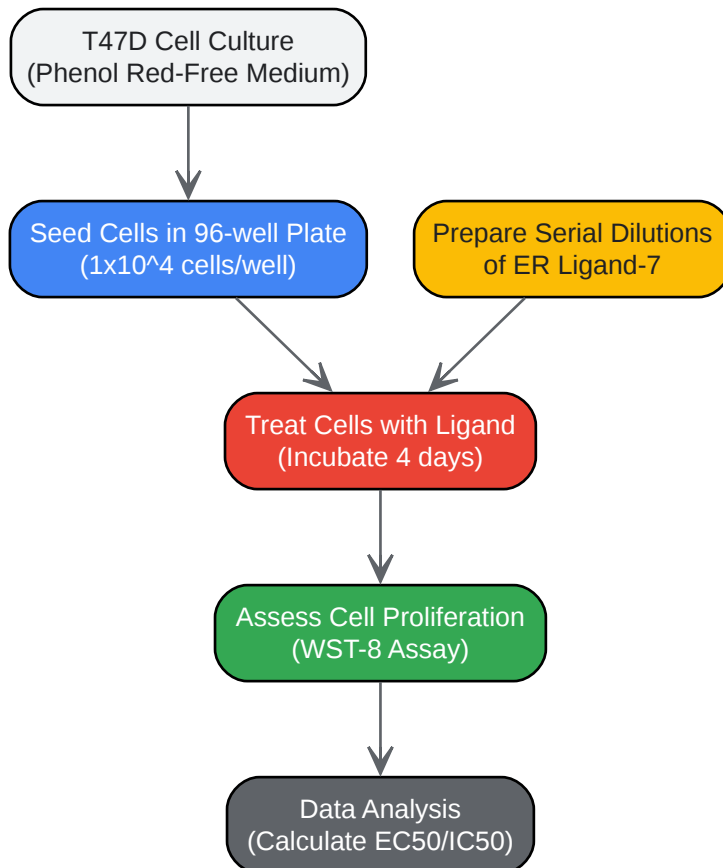 T47D Cell Culture
(Phenol Red-Free Medium)
Seed Cells in 96-well Plate
(1x10^4 cells/well)
Prepare Serial Dilutions
of ER Ligand-7
Treat Cells with Ligand
(Incubate 4 days)
Assess Cell Proliferation
(WST-8 Assay)
Data Analysis
(Calculate EC50/IC50)